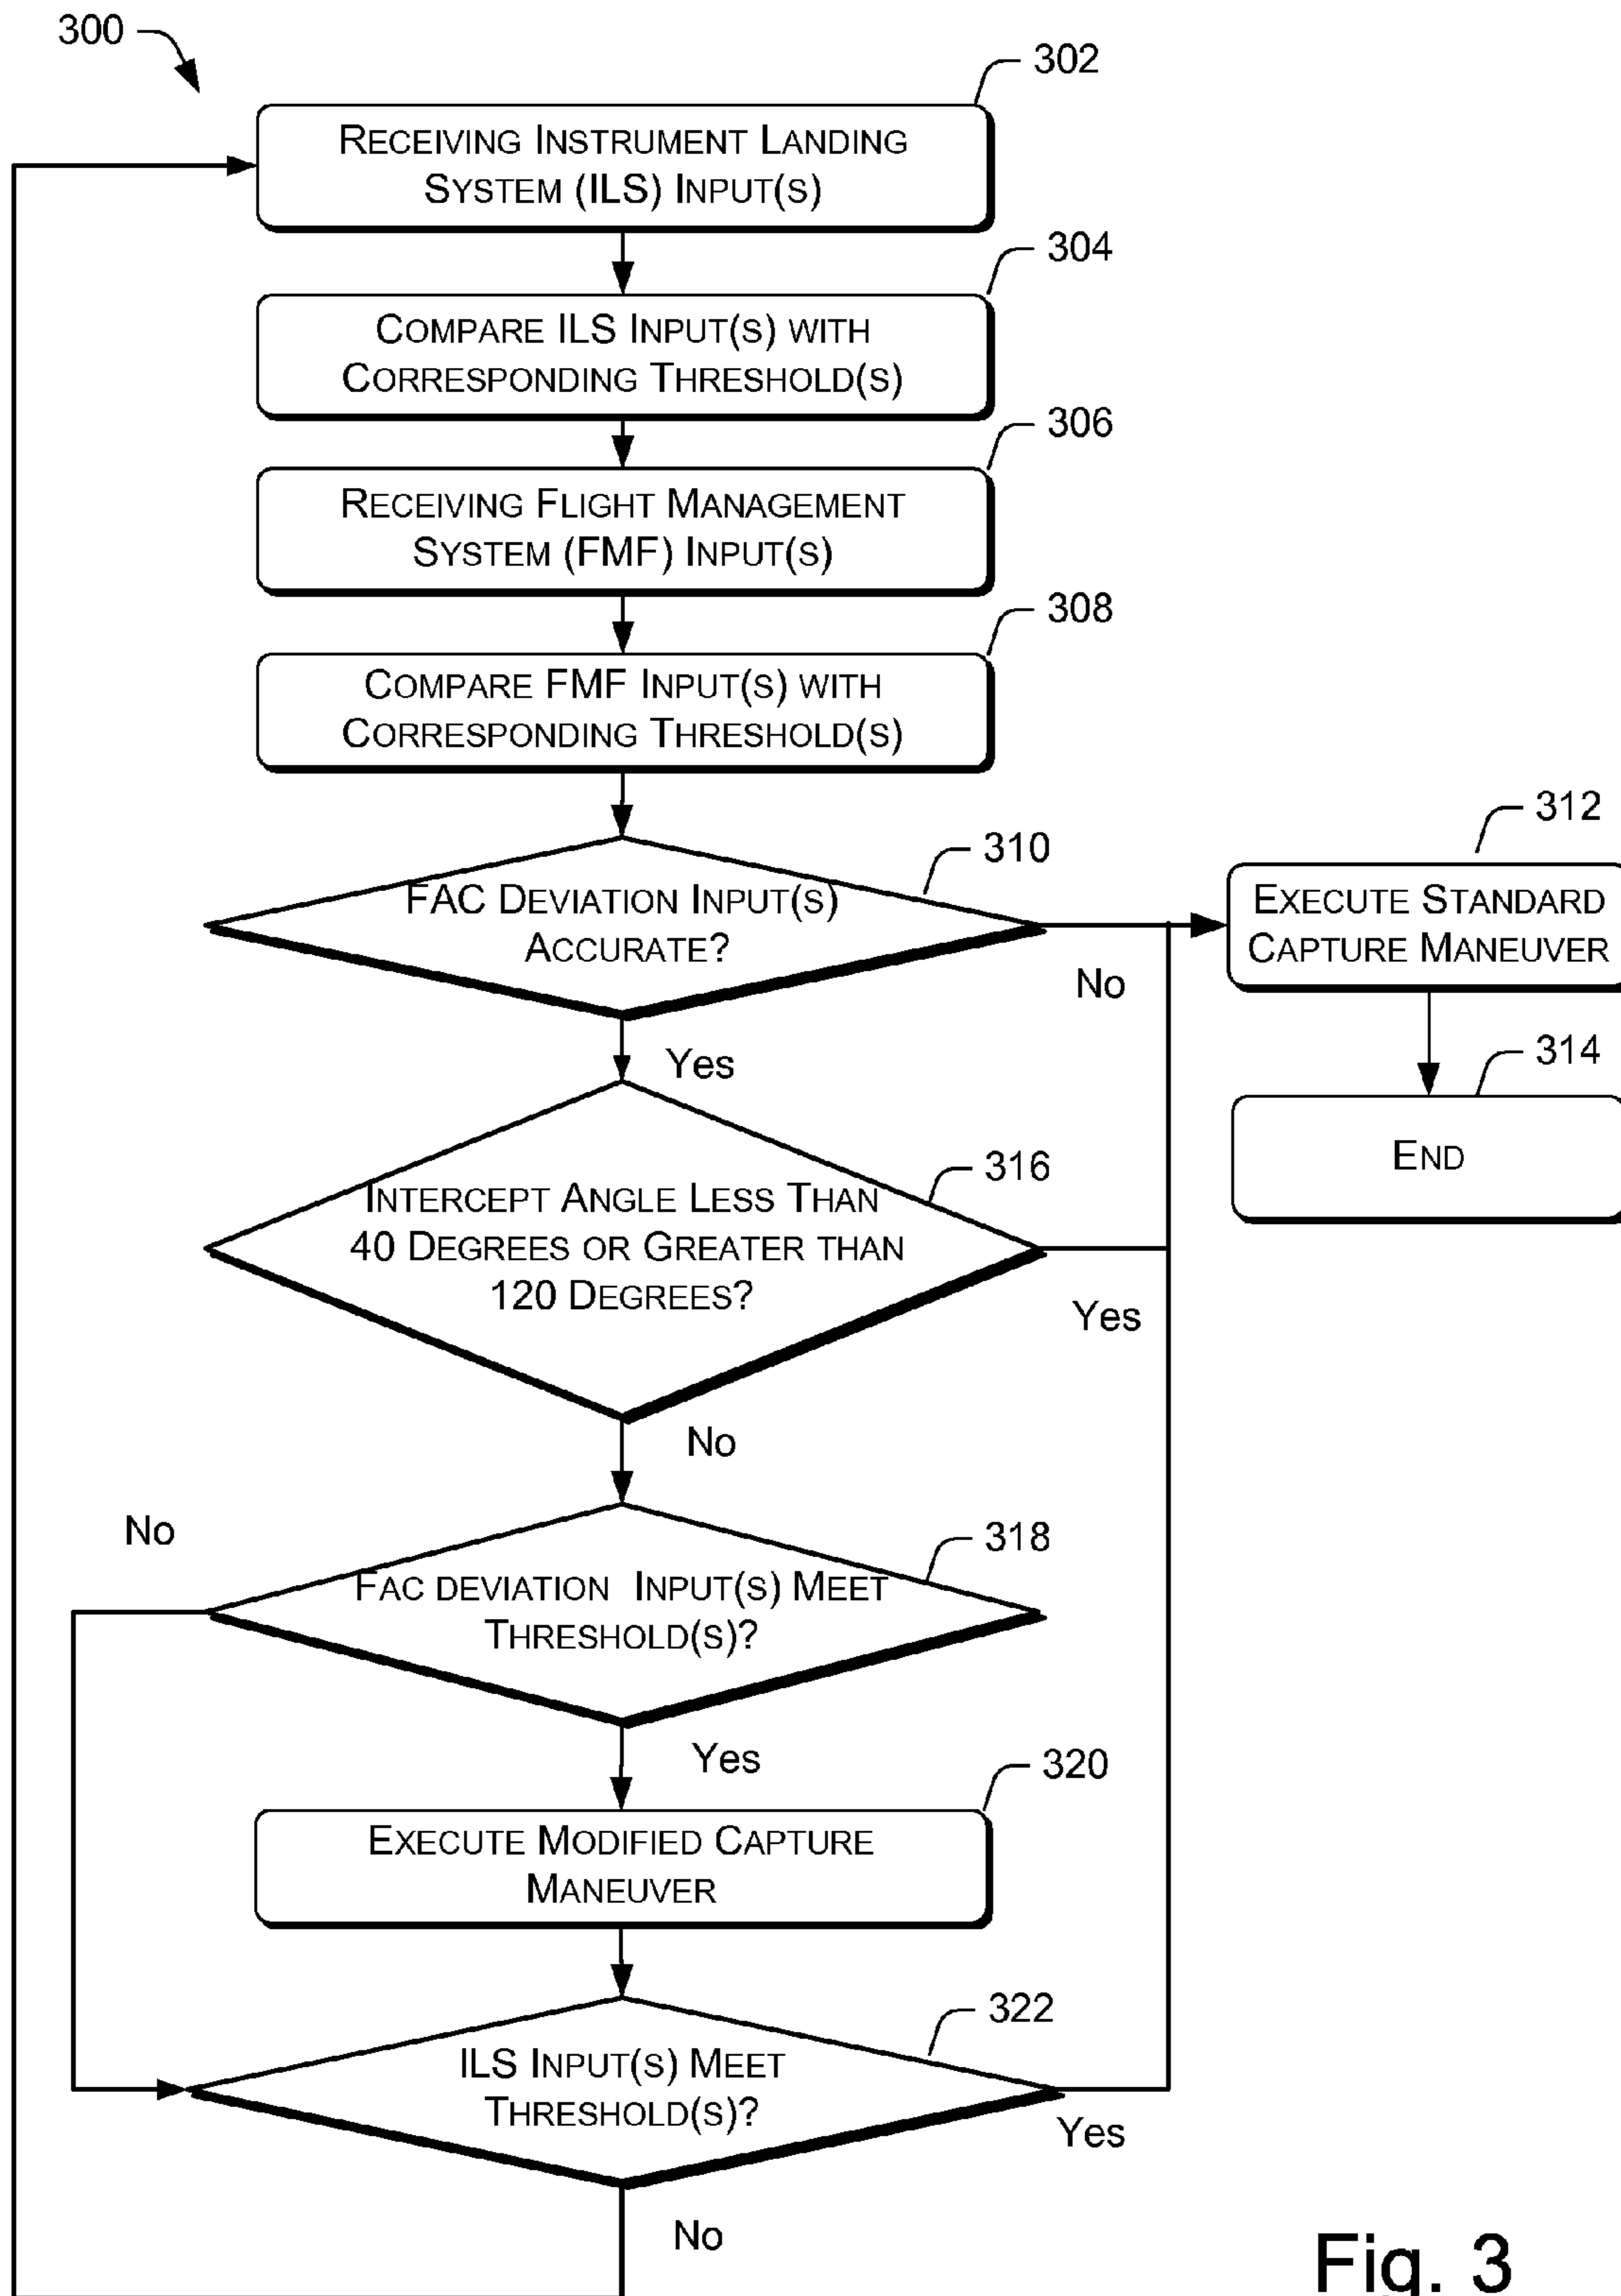 300
302
RECEIVING INSTRUMENT LANDING
SYSTEM (ILS) INPUT(S)
304
COMPARE ILS INPUT(S) WITH
CORRESPONDING THRESHOLD(S)
306
RECEIVING FLIGHT MANAGEMENT
SYSTEM (FMF) INPUT(S)
308
COMPARE FMF INPUT(S) WITH
CORRESPONDING THRESHOLD(S)
310
FAC DEVIATION INPUT(S)
ACCURATE?
No
Yes
312
EXECUTE STANDARD
CAPTURE MANEUVER
314
END
316
INTERCEPT ANGLE LESS THAN
40 DEGREES OR GREATER THAN
120 DEGREES?
Yes
No
318
FAC DEVIATION INPUT(S) MEET
THRESHOLD(S)?
No
Yes
320
EXECUTE MODIFIED CAPTURE
MANEUVER
322
ILS INPUT(S) MEET
THRESHOLD(S)?
Yes
No
Fig. 3